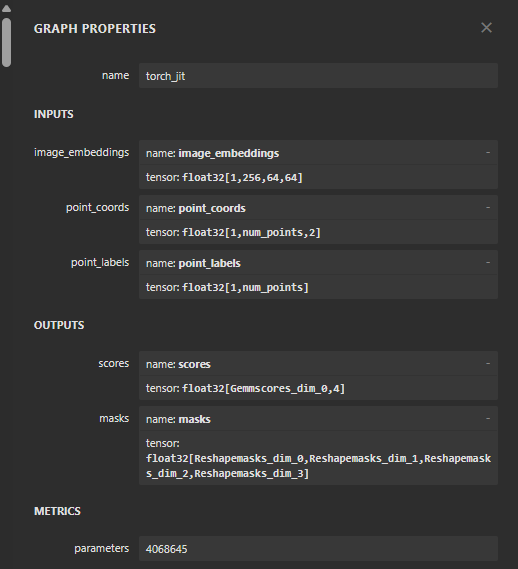 GRAPH PROPERTIES
name torch_jit
INPUTS
image_embeddings name: image_embeddings -
tensor: float32[1,256,64,64]
point_coords name: point_coords -
tensor: float32[1,num_points,2]
point_labels name: point_labels -
tensor: float32[1,num_points]
OUTPUTS
scores name: scores -
tensor: float32[Gemmscores_dim_0,4]
masks name: masks -
tensor:
float32[Reshapemasks_dim_0,Reshapemasks_dim_1,Reshapemask
s_dim_2,Reshapemasks_dim_3]
METRICS
parameters 4068645